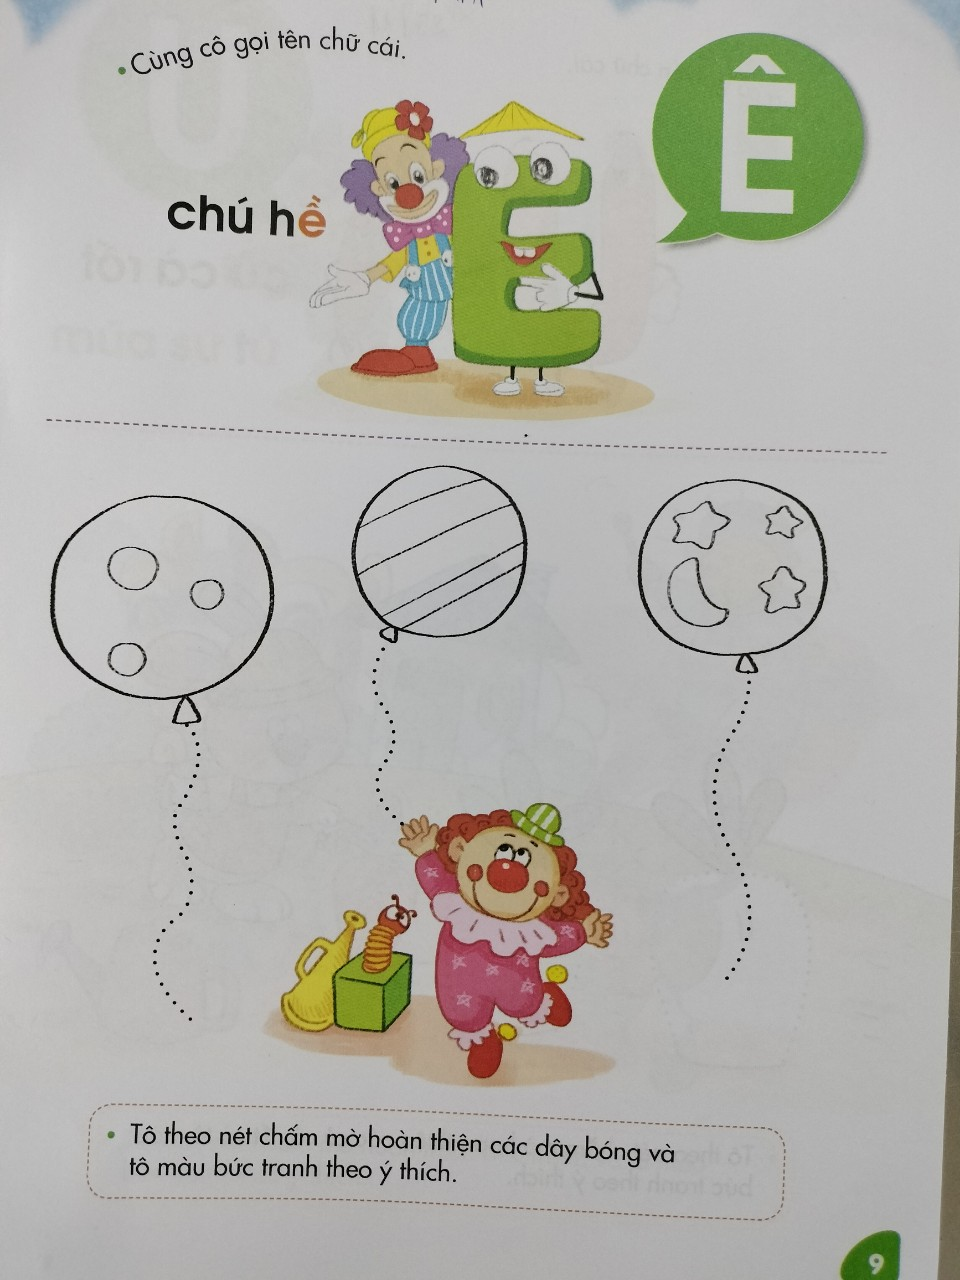 • Cùng cô gọi tên chữ cái.
Ê
chú hề
• Tô theo nét chấm mờ hoàn thiện các dây bóng và
tô màu bức tranh theo ý thích.
9